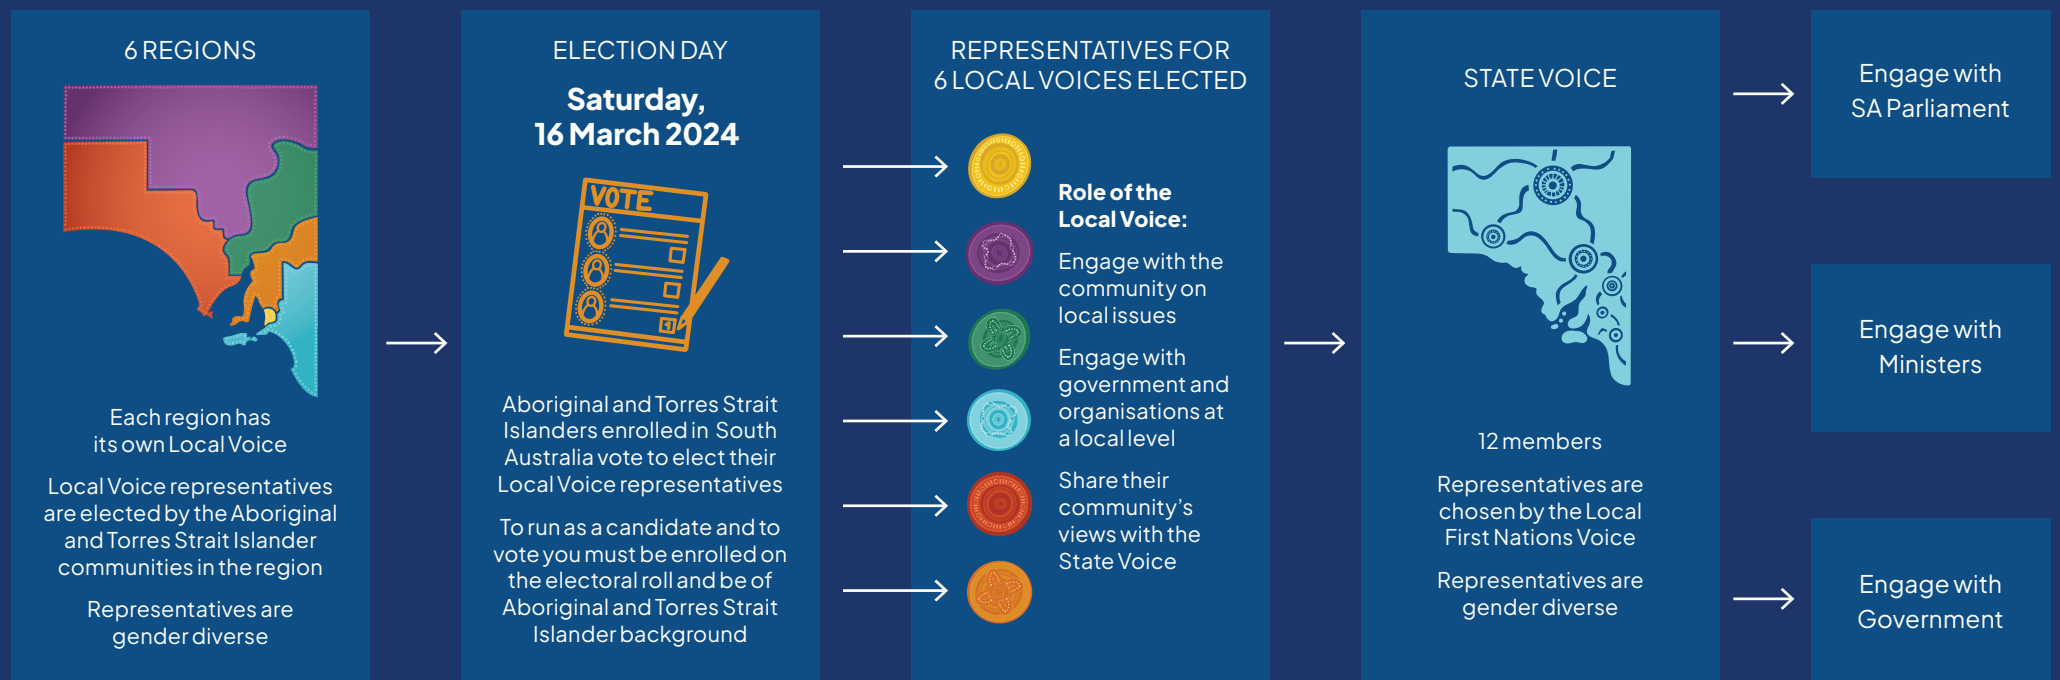 6 REGIONS
Each region has
its own Local Voice
Local Voice representatives
are elected by the Aboriginal
and Torres Strait Islander
communities in the region
Representatives are
gender diverse
ELECTION DAY
Saturday,
16 March 2024
VOTE
1
Aboriginal and Torres Strait
Islanders enrolled in South
Australia vote to elect their
Local Voice representatives
To run as a candidate and to
vote you must be enrolled on
the electoral roll and be of
Aboriginal and Torres Strait
Islander background
REPRESENTATIVES FOR
6 LOCAL VOICES ELECTED
Role of the
Local Voice:
Engage with the
community on
local issues
Engage with
government and
organisations at
a local level
Share their
community’s
views with the
State Voice
STATE VOICE
12 members
Representatives are
chosen by the Local
First Nations Voice
Representatives are
gender diverse
Engage with
SA Parliament
Engage with
Ministers
Engage with
Government